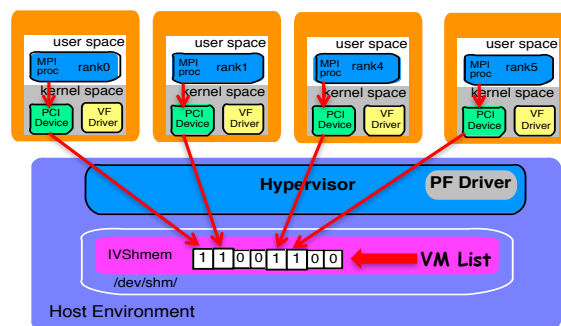 user space
MPI
proc
rank0
kernel space
PCI
Device
VF
Driver
user space
MPI
proc
rank1
kernel space
PCI
Device
VF
Driver
user space
MPI
proc
rank4
kernel space
PCI
Device
VF
Driver
user space
MPI
proc
rank5
kernel space
PCI
Device
VF
Driver
Hypervisor
PF Driver
IVShmem
1 1 0 0 1 1 0 0
VM List
/dev/shm/
Host Environment